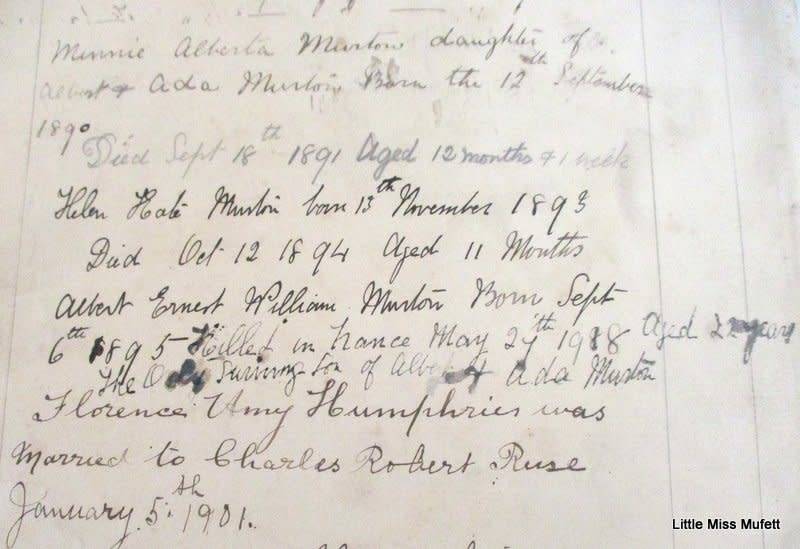 Minnie Alberta Murton daughter of
Albert & Ada Murton Born the 12th September
1890
Died Sept 18th 1891 Aged 12 months & 1 week
Helen Kate Murton born 13th November 1893
Died Oct 12 1894 Aged 11 Months
Albert Ernest William Murton Born Sept
6th 1895 Killed in France May 27th 1918 Aged 22 years
The Only Surviving Son of Albert & Ada Murton
Florence Amy Humphries was
Married to Charles Robert Ruse
January 5th 1901.
Little Miss Mufett